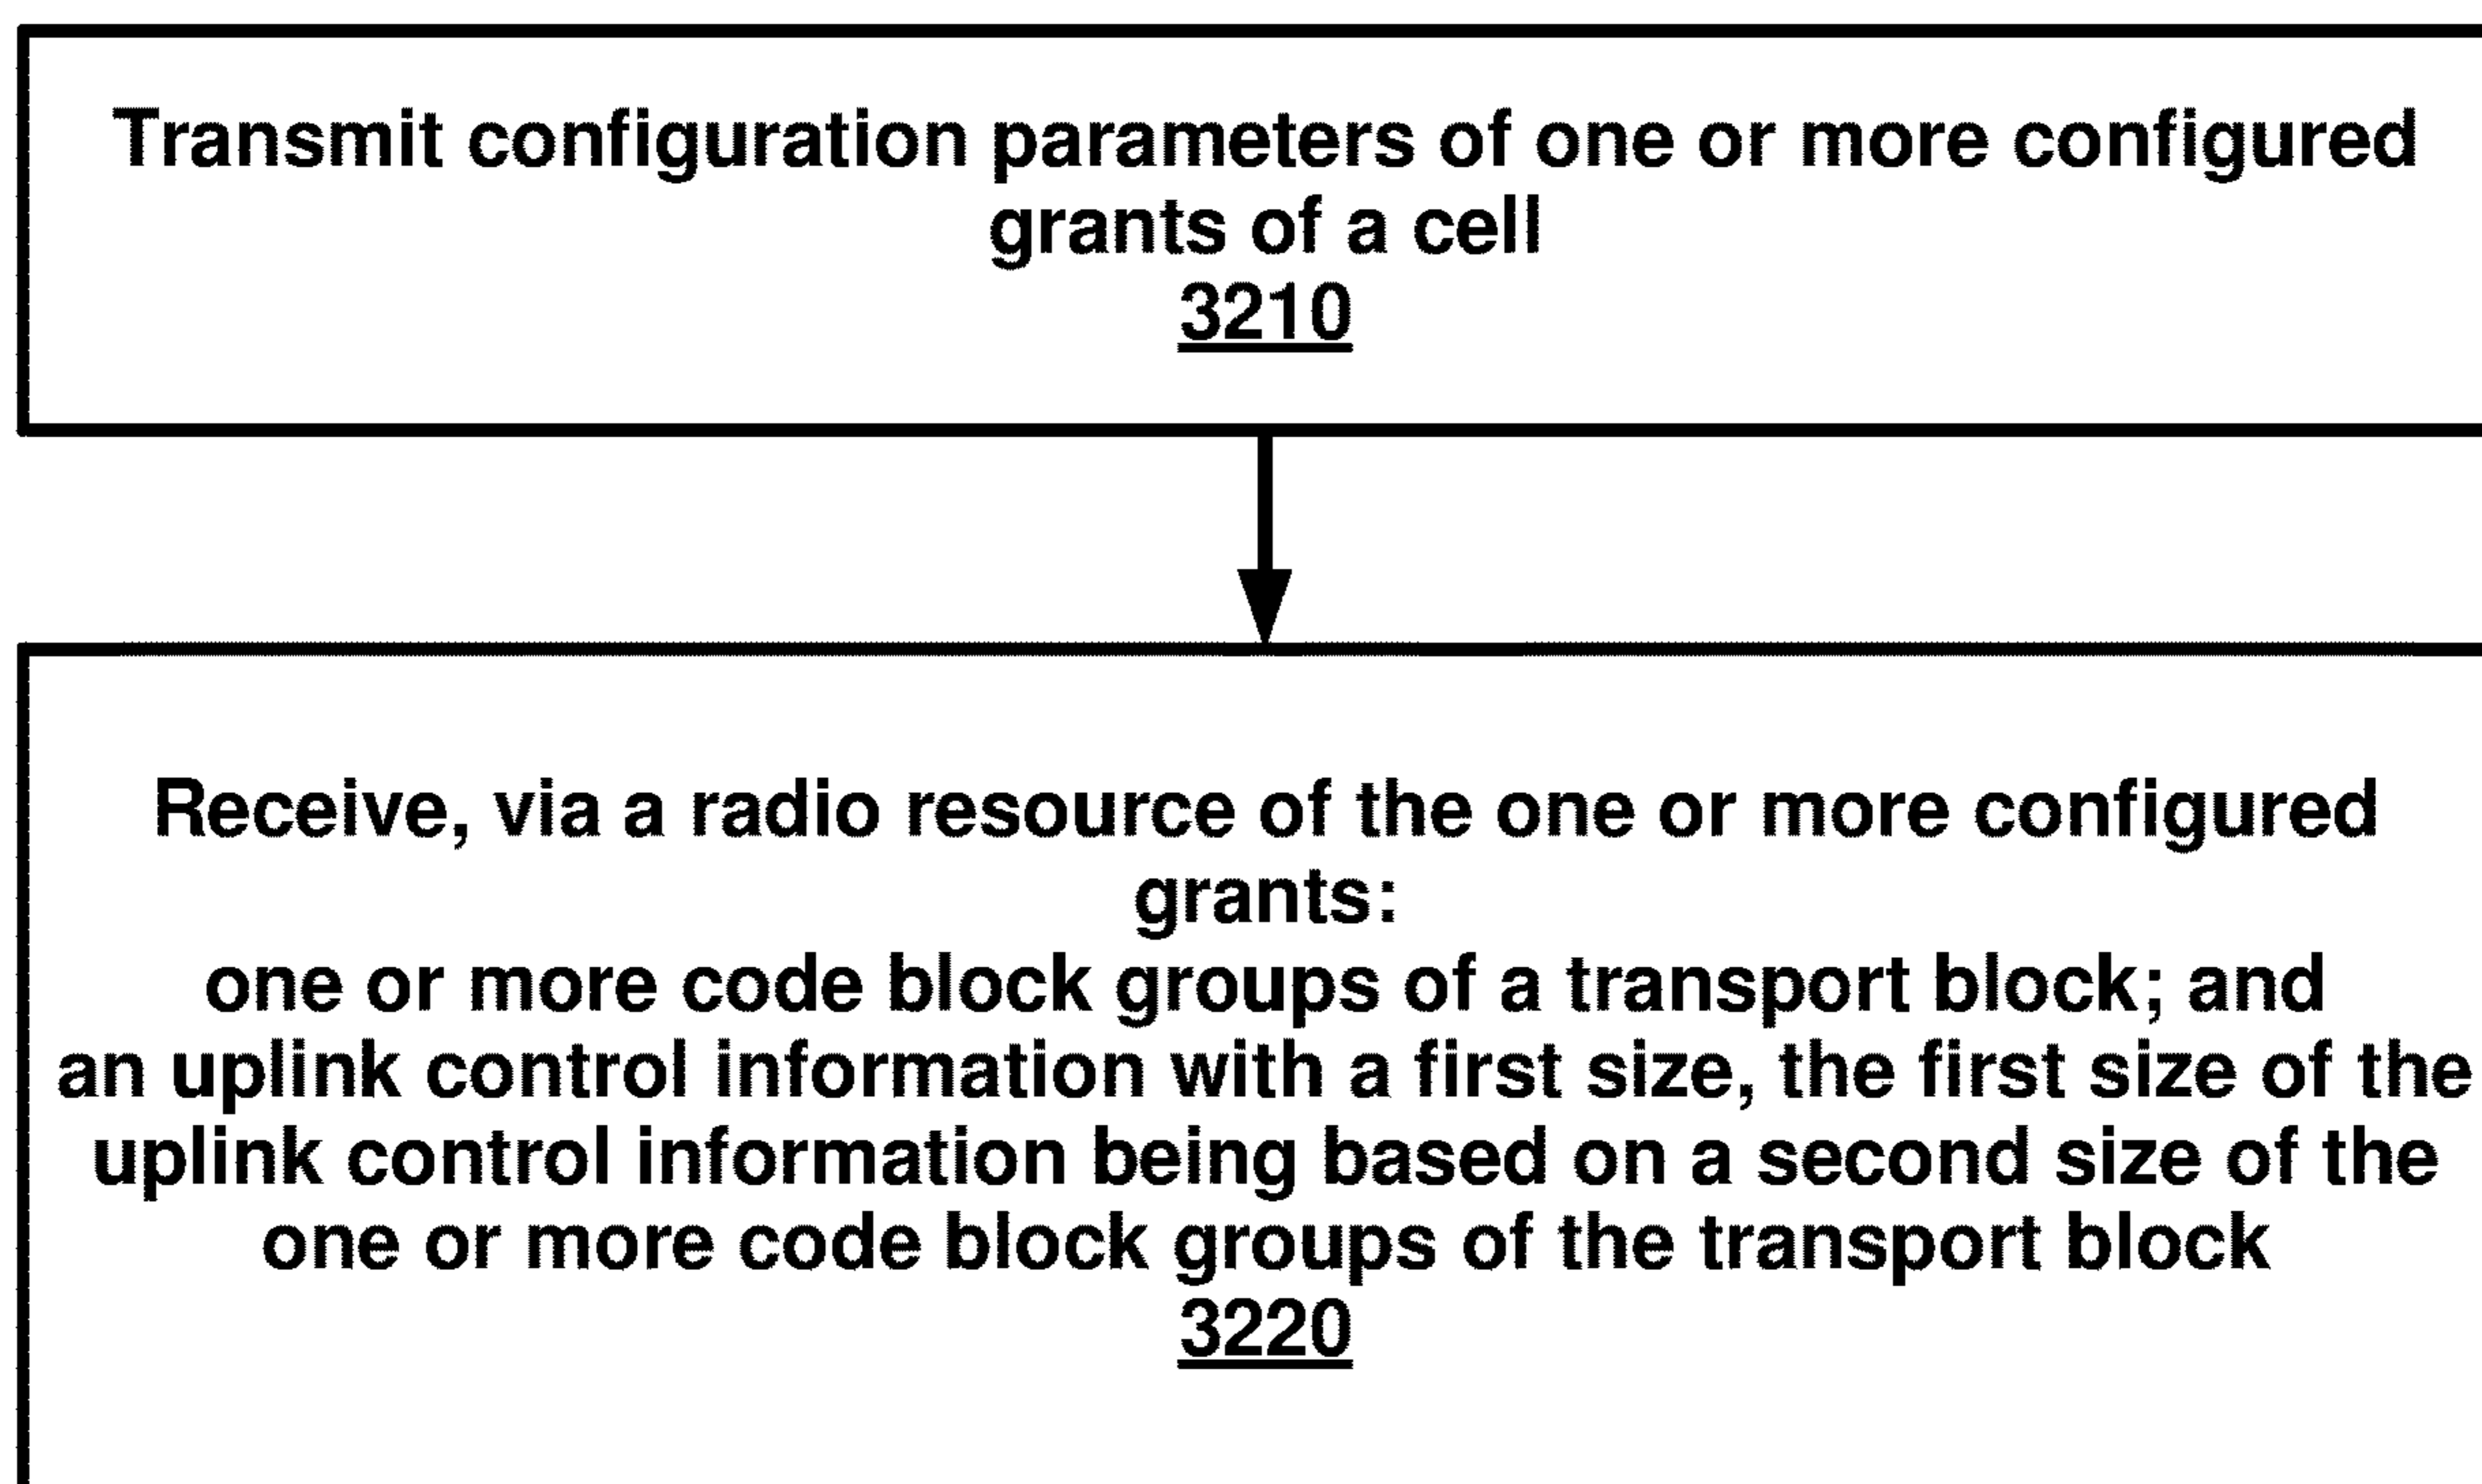 Transmit configuration parameters of one or more configured
grants of a cell
3210
Receive, via a radio resource of the one or more configured
grants:
one or more code block groups of a transport block; and
an uplink control information with a first size, the first size of the
uplink control information being based on a second size of the
one or more code block groups of the transport block
3220